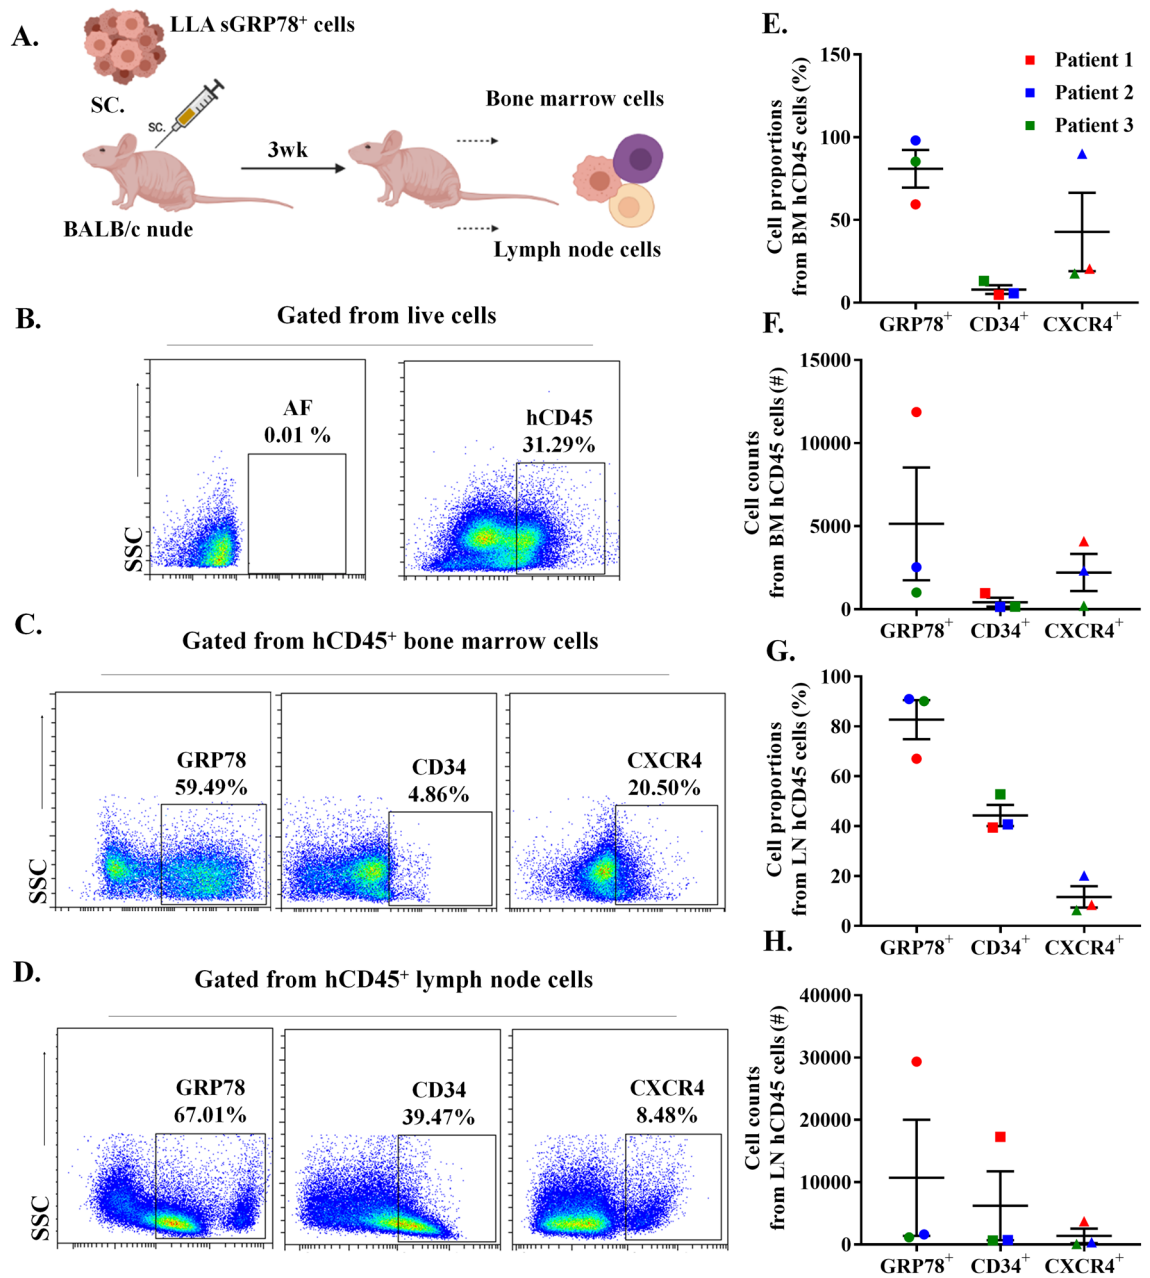 A.
LLA sGRP78+ cells
SC.
SC.
3wk
BALB/c nude
Bone marrow cells
Lymph node cells
B.
Gated from live cells
AF
0.01 %
hCD45
31.29%
SSC
C.
Gated from hCD45+ bone marrow cells
GRP78
59.49%
CD34
4.86%
CXCR4
20.50%
SSC
D.
Gated from hCD45+ lymph node cells
GRP78
67.01%
CD34
39.47%
CXCR4
8.48%
SSC
E.
Cell proportions
from BM hCD45 cells (%)
150
100
50
0
GRP78+ CD34+ CXCR4+
Patient 1
Patient 2
Patient 3
F.
Cell counts
from BM hCD45 cells (#)
15000
10000
5000
0
GRP78+ CD34+ CXCR4+
G.
Cell proportions
from LN hCD45 cells (%)
100
80
60
40
20
0
GRP78+ CD34+ CXCR4+
H.
Cell counts
from LN hCD45 cells (#)
40000
30000
20000
10000
0
GRP78+ CD34+ CXCR4+